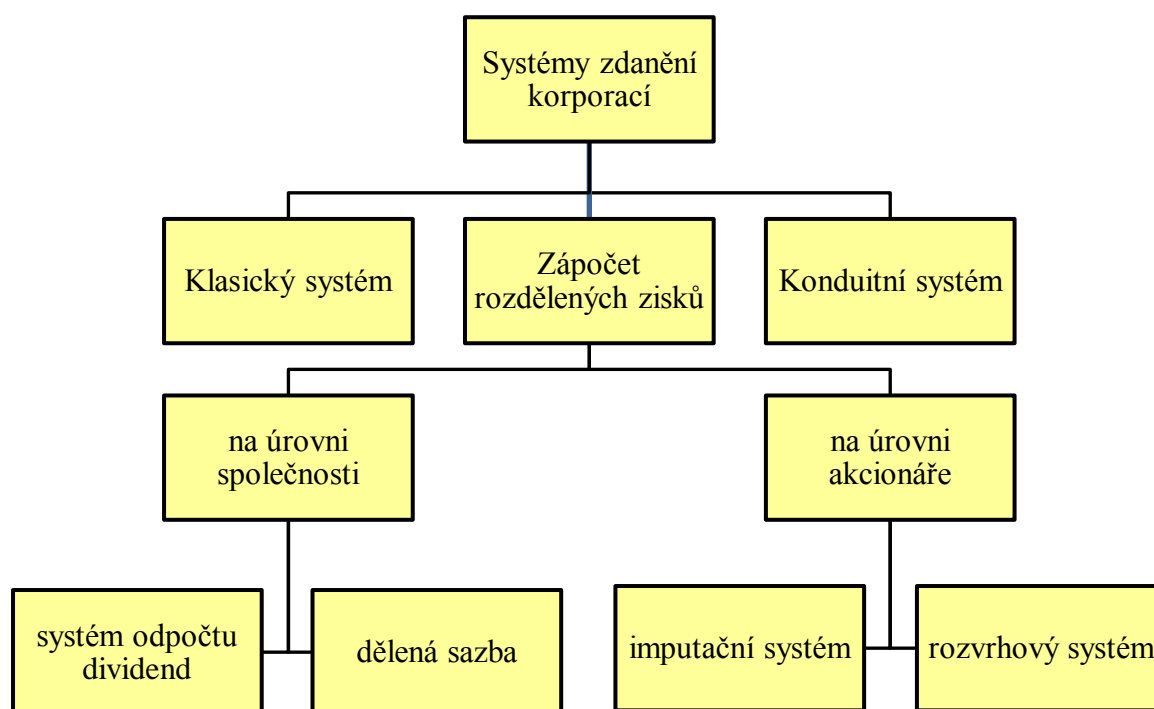 Systémy zdanění
korporací
Klasický systém
Zápočet
rozdělených zisků
Konduitní systém
na úrovni
společnosti
na úrovni
akcionáře
systém odpočtu
dividend
dělená sazba
imputační systém
rozvrhový systém